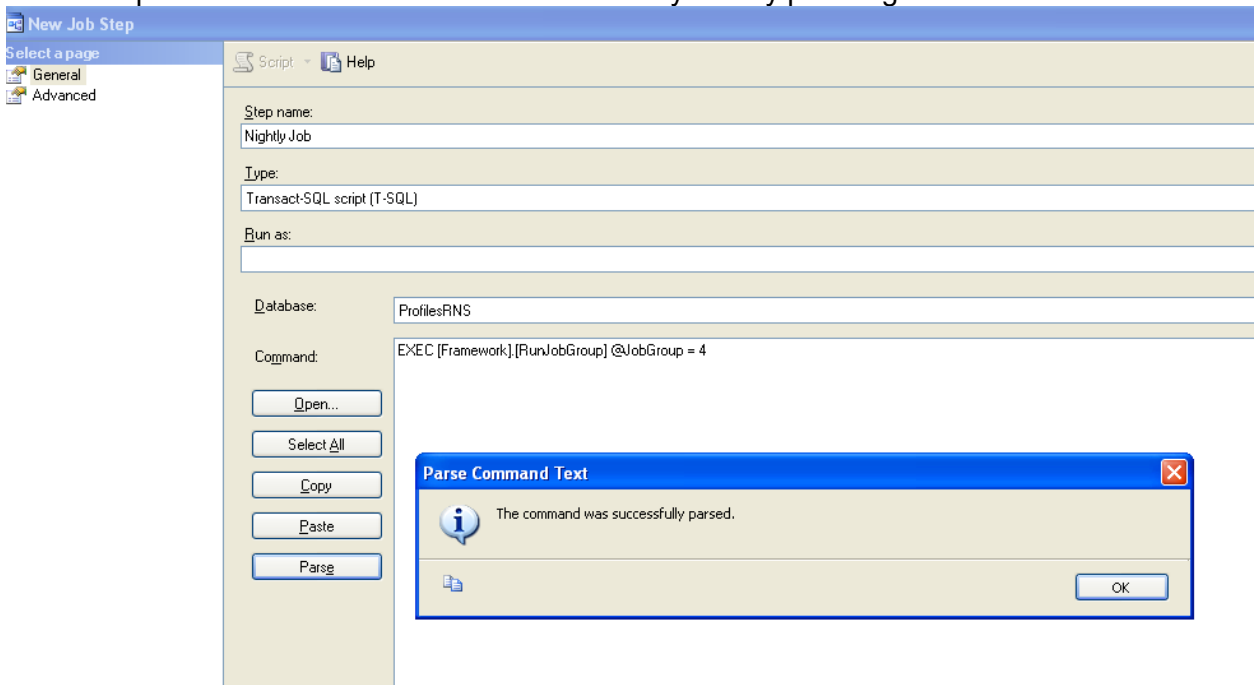 New Job Step
Select a page
General
Advanced
Script
Help
Step name:
Nightly Job
Type:
Transact-SQL script (T-SQL)
Run as:
Database:
ProfilesRNS
Command:
EXEC [Framework].[RunJobGroup] @JobGroup = 4
Open...
Select All
Copy
Paste
Parse
Parse Command Text
The command was successfully parsed.
OK